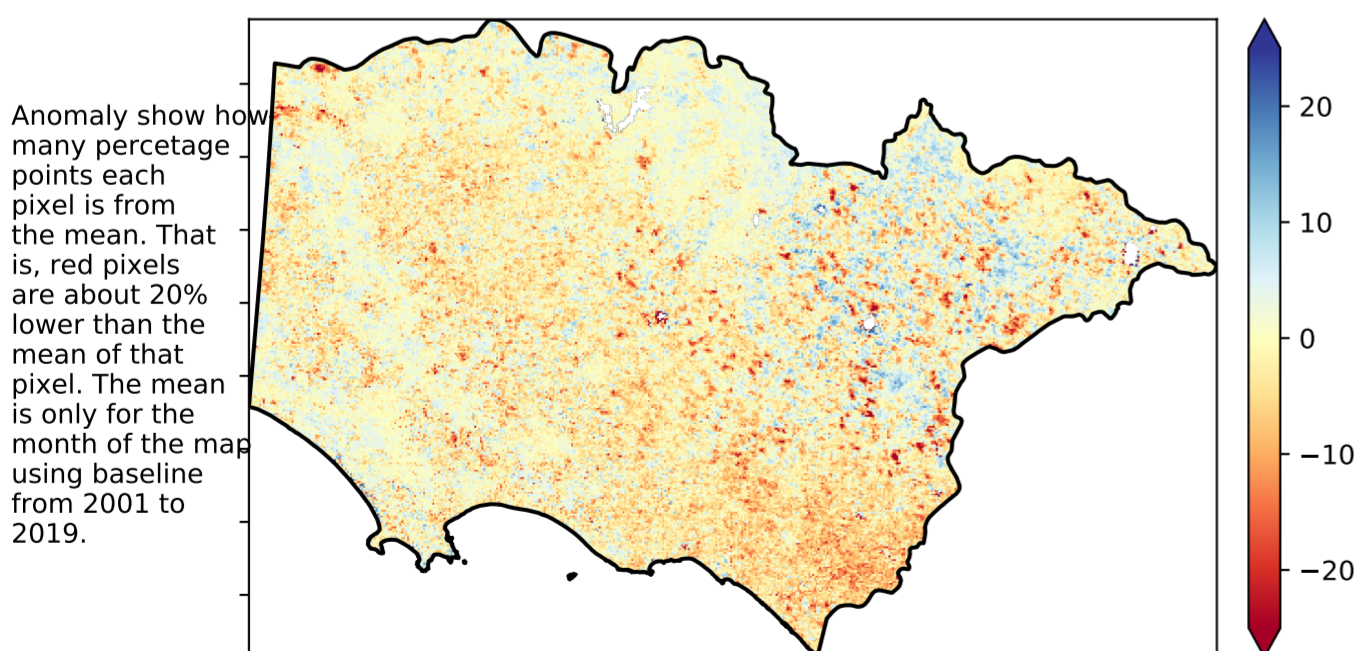 Anomaly show how
many percetage
points each
pixel is from
the mean. That
is, red pixels
are about 20%
lower than the
mean of that
pixel. The mean
is only for the
month of the map
using baseline
from 2001 to
2019.
20
10
0
−10
−20